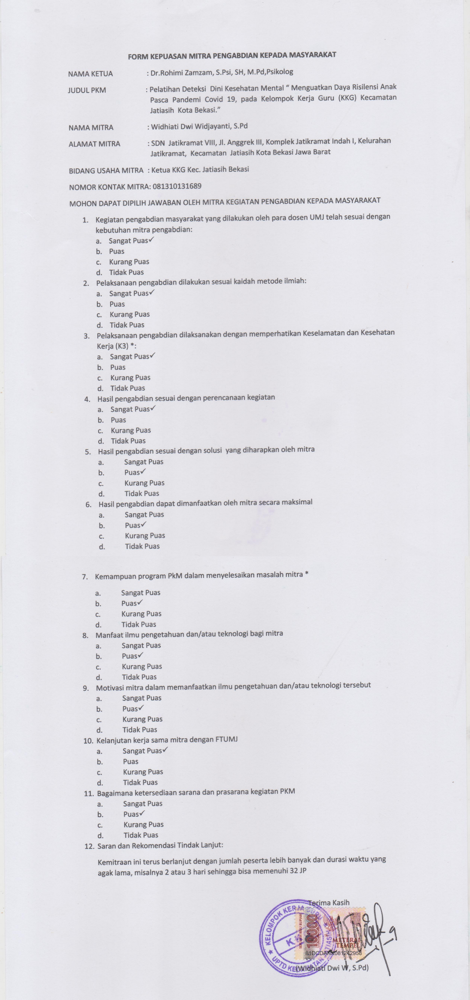 FORM KEPUASAN MITRA PENGABDIAN KEPADA MASYARAKAT
NAMA KETUA : Dr.Rohimi Zamzam, S.Psi, SH, M.Pd,Psikolog
JUDUL PKM : Pelatihan Deteksi Dini Kesehatan Mental “ Menguatkan Daya Risilensi Anak
Pasca Pandemi Covid 19, pada Kelompok Kerja Guru (KKG) Kecamatan
Jatiasih Kota Bekasi.”
NAMA MITRA : Widhiati Dwi Widjayanti, S.Pd
ALAMAT MITRA : SDN Jatikramat VIII, Jl. Anggrek III, Komplek Jatikramat Indah I, Kelurahan
Jatikramat, Kecamatan Jatiasih Kota Bekasi Jawa Barat
BIDANG USAHA MITRA : Ketua KKG Kec. Jatiasih Bekasi
NOMOR KONTAK MITRA: 081310131689
MOHON DAPAT DIPILIH JAWABAN OLEH MITRA KEGIATAN PENGABDIAN KEPADA MASYARAKAT
1. Kegiatan pengabdian masyarakat yang dilakukan oleh para dosen UMJ telah sesuai dengan
kebutuhan mitra pengabdian:
a. Sangat Puas✓
b. Puas
c. Kurang Puas
d. Tidak Puas
2. Pelaksanaan pengabdian dilakukan sesuai kaidah metode ilmiah:
a. Sangat Puas✓
b. Puas
c. Kurang Puas
d. Tidak Puas
3. Pelaksanaan pengabdian dilaksanakan dengan memperhatikan Keselamatan dan Kesehatan
Kerja (K3) *:
a. Sangat Puas✓
b. Puas
c. Kurang Puas
d. Tidak Puas
4. Hasil pengabdian sesuai dengan perencanaan kegiatan
a. Sangat Puas✓
b. Puas
c. Kurang Puas
d. Tidak Puas
5. Hasil pengabdian sesuai dengan solusi yang diharapkan oleh mitra
a. Sangat Puas
b. Puas✓
c. Kurang Puas
d. Tidak Puas
6. Hasil pengabdian dapat dimanfaatkan oleh mitra secara maksimal
a. Sangat Puas
b. Puas✓
c. Kurang Puas
d. Tidak Puas
7. Kemampuan program PkM dalam menyelesaikan masalah mitra *
a. Sangat Puas
b. Puas✓
c. Kurang Puas
d. Tidak Puas
8. Manfaat ilmu pengetahuan dan/atau teknologi bagi mitra
a. Sangat Puas
b. Puas✓
c. Kurang Puas
d. Tidak Puas
9. Motivasi mitra dalam memanfaatkan ilmu pengetahuan dan/atau teknologi tersebut
a. Sangat Puas
b. Puas✓
c. Kurang Puas
d. Tidak Puas
10. Kelanjutan kerja sama mitra dengan FTUMJ
a. Sangat Puas✓
b. Puas
c. Kurang Puas
d. Tidak Puas
11. Bagaimana ketersediaan sarana dan prasarana kegiatan PKM
a. Sangat Puas
b. Puas✓
c. Kurang Puas
d. Tidak Puas
12. Saran dan Rekomendasi Tindak Lanjut:
Kemitraan ini terus berlanjut dengan jumlah peserta lebih banyak dan durasi waktu yang
agak lama, misalnya 2 atau 3 hari sehingga bisa memenuhi 32 JP
Terima Kasih
KELOMPOK KERJA GURU
UPTD KECAMATAN JATIASIH
SEPULUH RIBU RUPIAH
10000
METERAI
TEMPEL
81DCDAKX081242958
(Widhiati Dwi W, S.Pd)